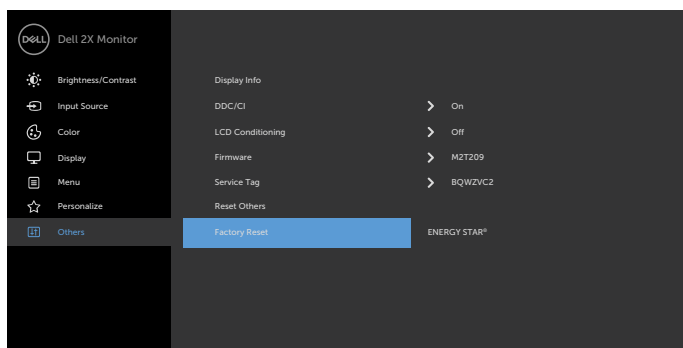 DELL Dell 2X Monitor
Brightness/Contrast Display Info
Input Source DDC/CI On
Color LCD Conditioning Off
Display Firmware M2T209
Menu Service Tag BQWZVC2
Personalize Reset Others
Others Factory Reset ENERGY STAR®